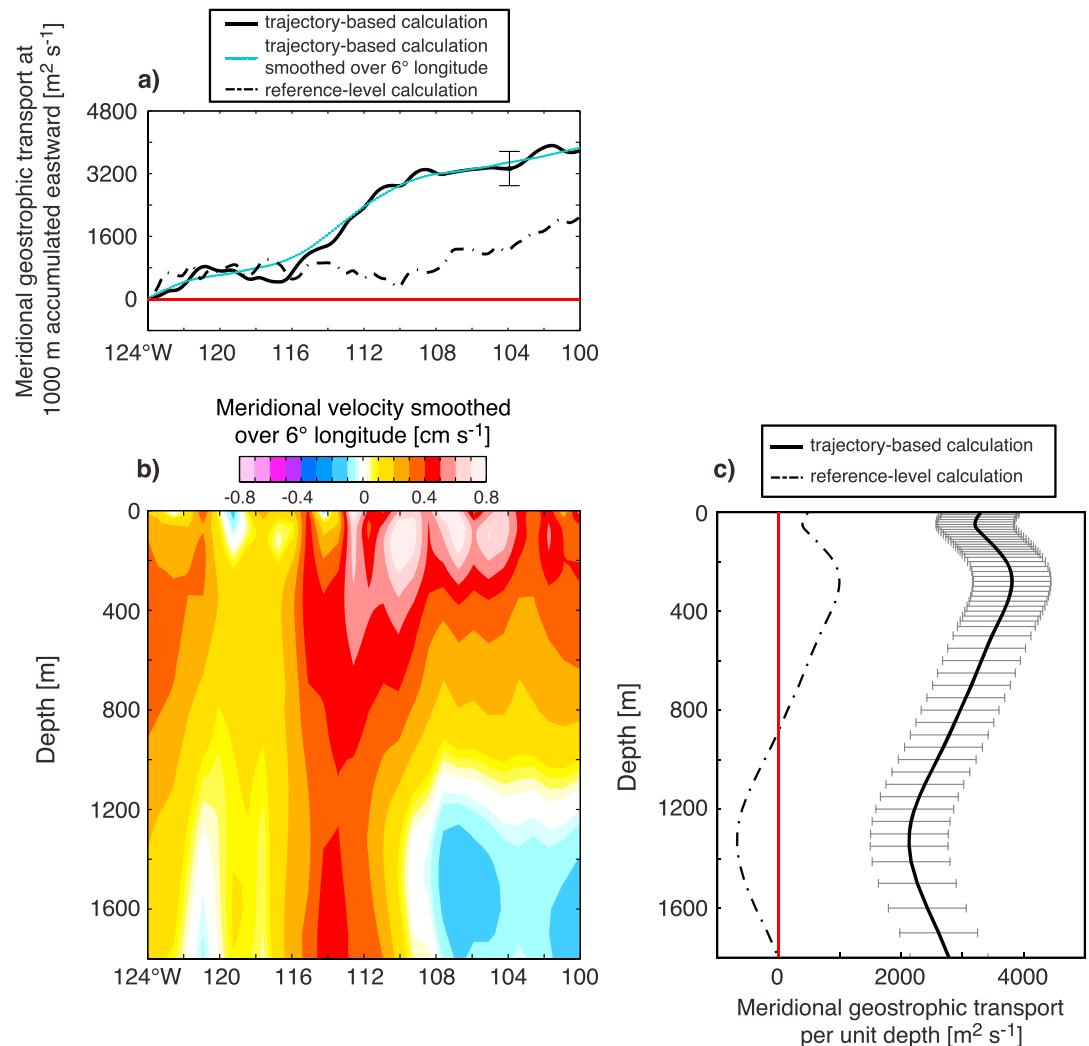 trajectory-based calculation
trajectory-based calculation
smoothed over 6° longitude
reference-level calculation
a)
Meridional geostrophic transport at
1000 m accumulated eastward [m² s⁻¹]
4800
3200
1600
0
124°W 120 116 112 108 104 100
Meridional velocity smoothed
over 6° longitude [cm s⁻¹]
b)
-0.8 -0.4 0 0.4 0.8
Depth [m]
0
400
800
1200
1600
124°W 120 116 112 108 104 100
trajectory-based calculation
reference-level calculation
c)
Depth [m]
0
400
800
1200
1600
0 2000 4000
Meridional geostrophic transport
per unit depth [m² s⁻¹]